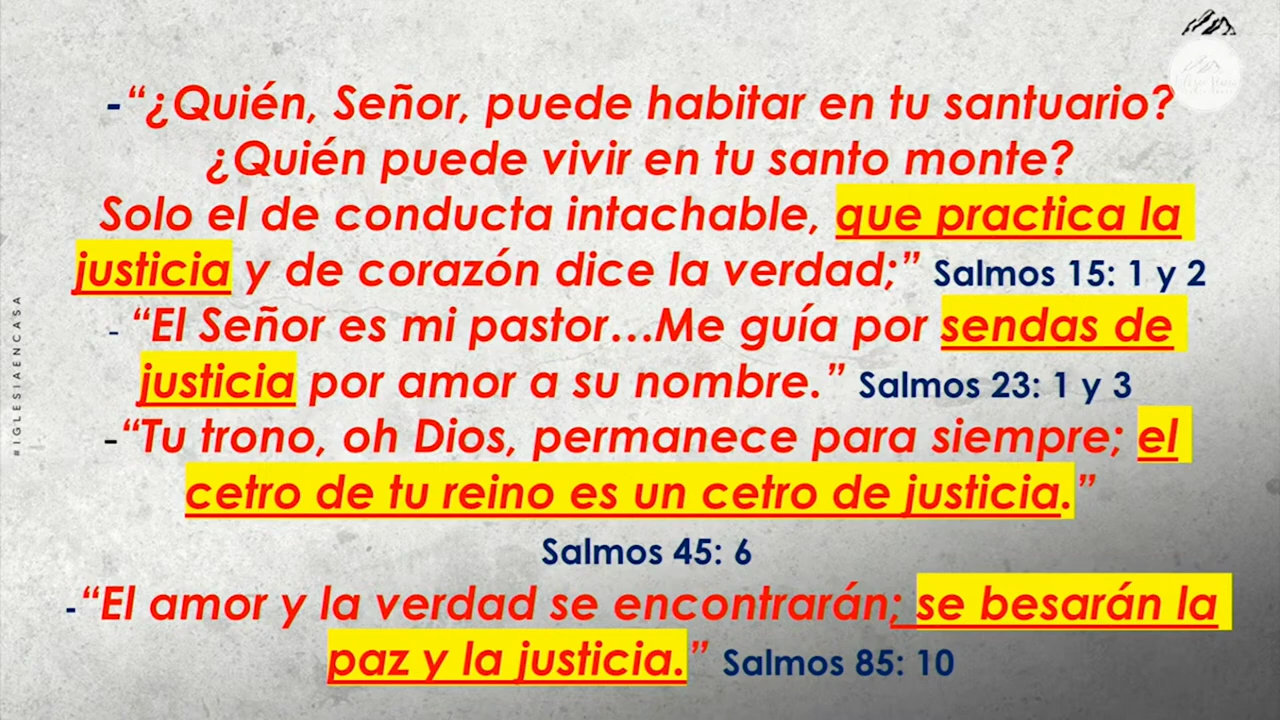 -“¿Quién, Señor, puede habitar en tu santuario?
¿Quién puede vivir en tu santo monte?
Solo el de conducta intachable, que practica la
justicia y de corazón dice la verdad;” Salmos 15: 1 y 2
- “El Señor es mi pastor...Me guía por sendas de
justicia por amor a su nombre.” Salmos 23: 1 y 3
-“Tu trono, oh Dios, permanece para siempre; el
cetro de tu reino es un cetro de justicia.”
Salmos 45: 6
-“El amor y la verdad se encontrarán; se besarán la
paz y la justicia.” Salmos 85: 10
#IGLESIAENCASA